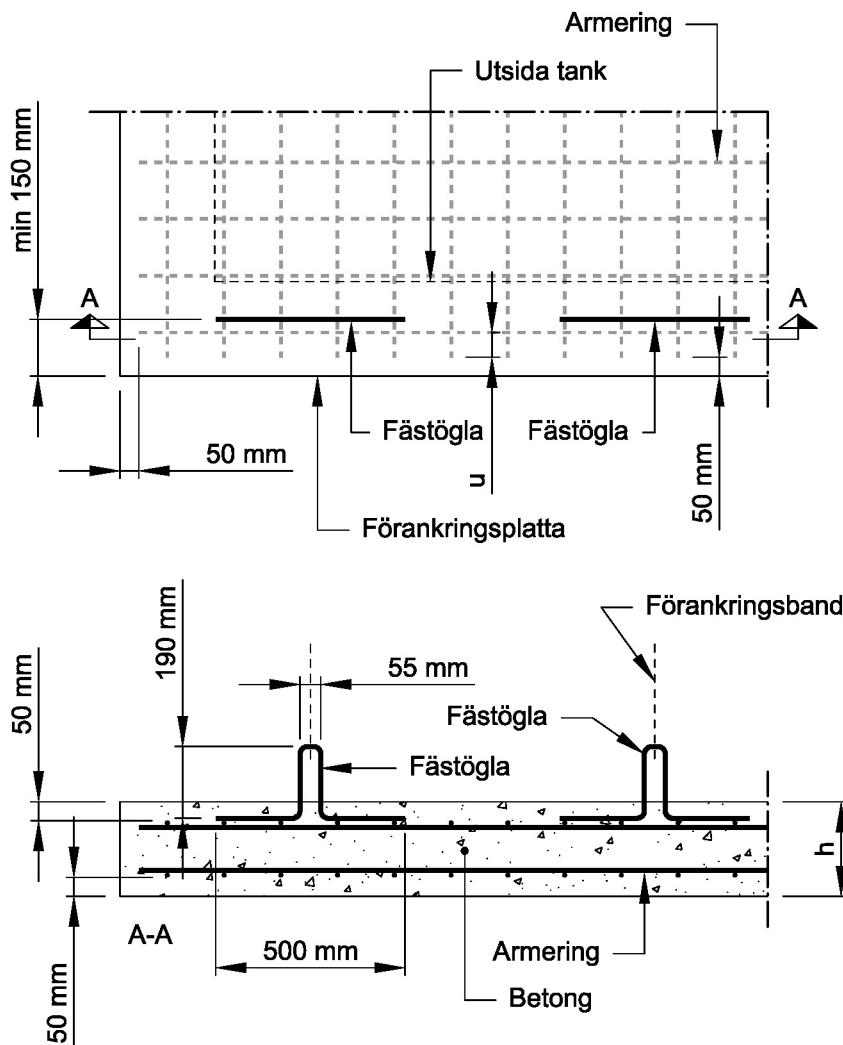 Armering
Utsida tank
min 150 mm
A
A
Fästögla
Fästögla
50 mm
u
50 mm
Förankringsplatta
Förankringsband
190 mm
55 mm
50 mm
Fästögla
Fästögla
h
A-A
500 mm
Armering
Betong
50 mm